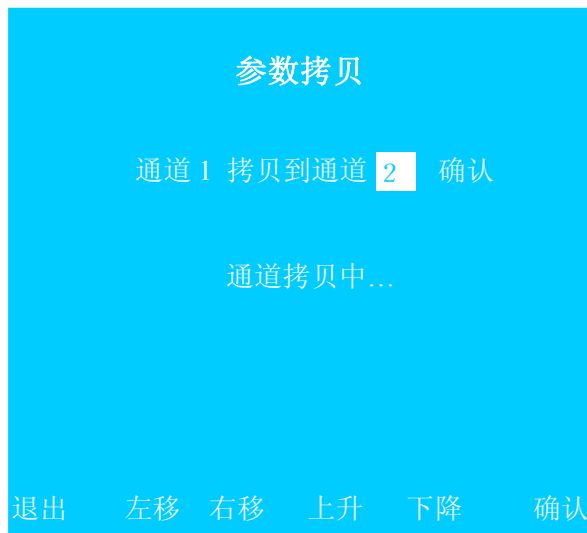 参数拷贝
通道 1 拷贝到通道 2 确认
通道拷贝中...
退出 左移 右移 上升 下降 确认